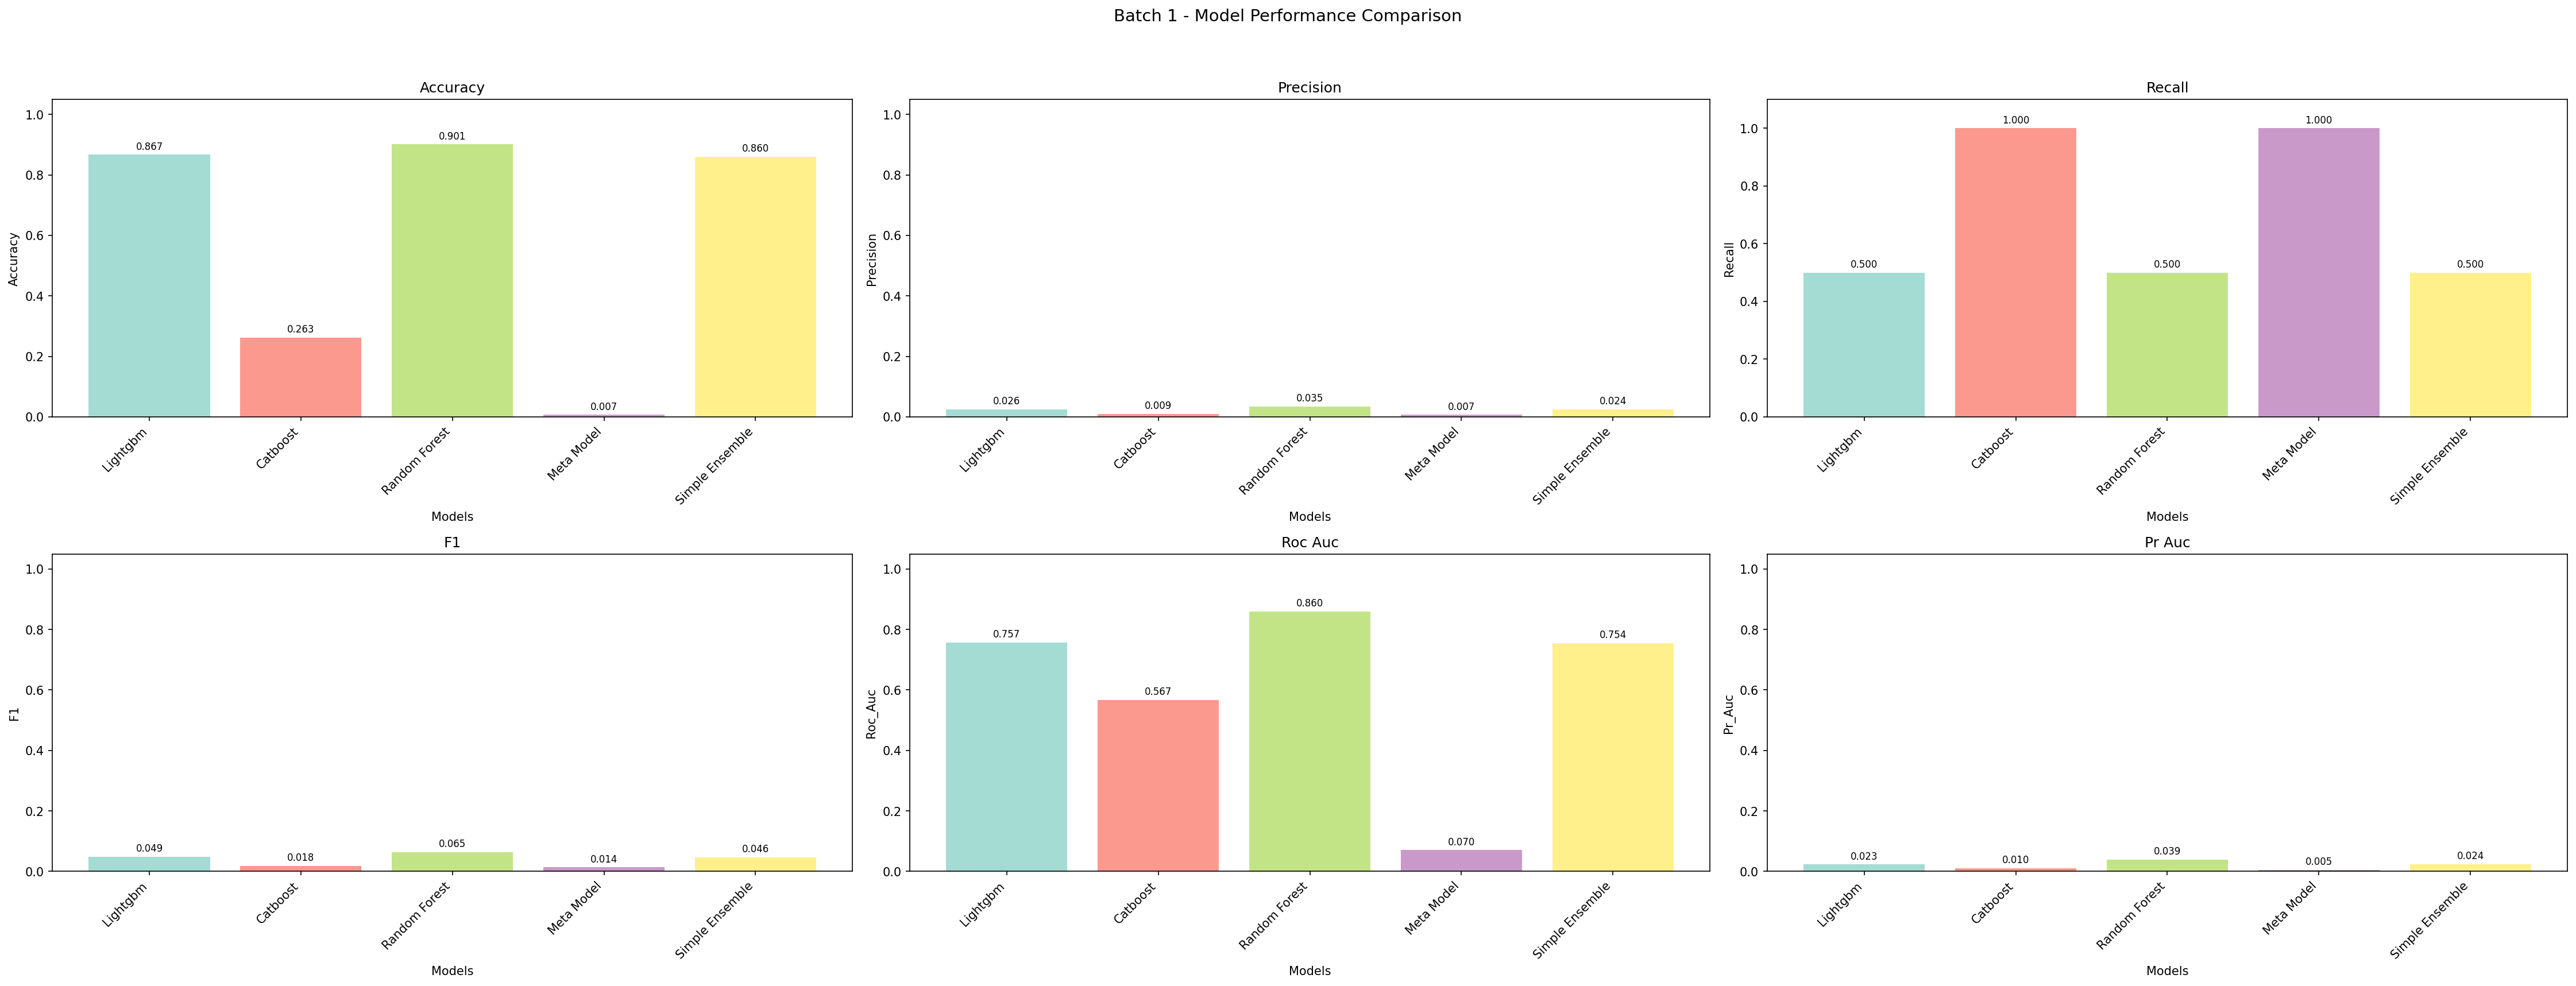 Batch 1 - Model Performance Comparison
Accuracy
Accuracy
1.0
0.8
0.6
0.4
0.2
0.0
0.867
0.263
0.901
0.007
0.860
Lightgbm
Catboost
Random Forest
Meta Model
Simple Ensemble
Models
Precision
Precision
1.0
0.8
0.6
0.4
0.2
0.0
0.026
0.009
0.035
0.007
0.024
Lightgbm
Catboost
Random Forest
Meta Model
Simple Ensemble
Models
Recall
Recall
1.0
0.8
0.6
0.4
0.2
0.0
0.500
1.000
0.500
1.000
0.500
Lightgbm
Catboost
Random Forest
Meta Model
Simple Ensemble
Models
F1
F1
1.0
0.8
0.6
0.4
0.2
0.0
0.049
0.018
0.065
0.014
0.046
Lightgbm
Catboost
Random Forest
Meta Model
Simple Ensemble
Models
Roc Auc
Roc_Auc
1.0
0.8
0.6
0.4
0.2
0.0
0.757
0.567
0.860
0.070
0.754
Lightgbm
Catboost
Random Forest
Meta Model
Simple Ensemble
Models
Pr Auc
Pr_Auc
1.0
0.8
0.6
0.4
0.2
0.0
0.023
0.010
0.039
0.005
0.024
Lightgbm
Catboost
Random Forest
Meta Model
Simple Ensemble
Models